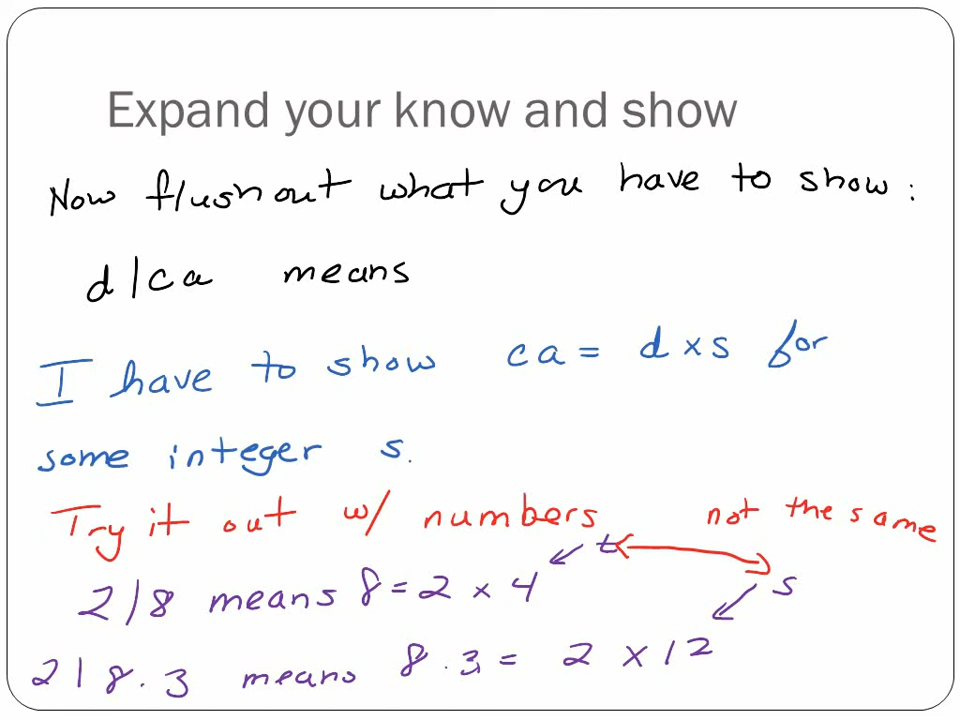 Expand your know and show
Now flush out what you have to show:
d|ca means
I have to show ca = d x s for
some integer s.
Try it out w/ numbers not the same
t s
2|8 means 8 = 2 x 4
2|8.3 means 8.3 = 2 x 12